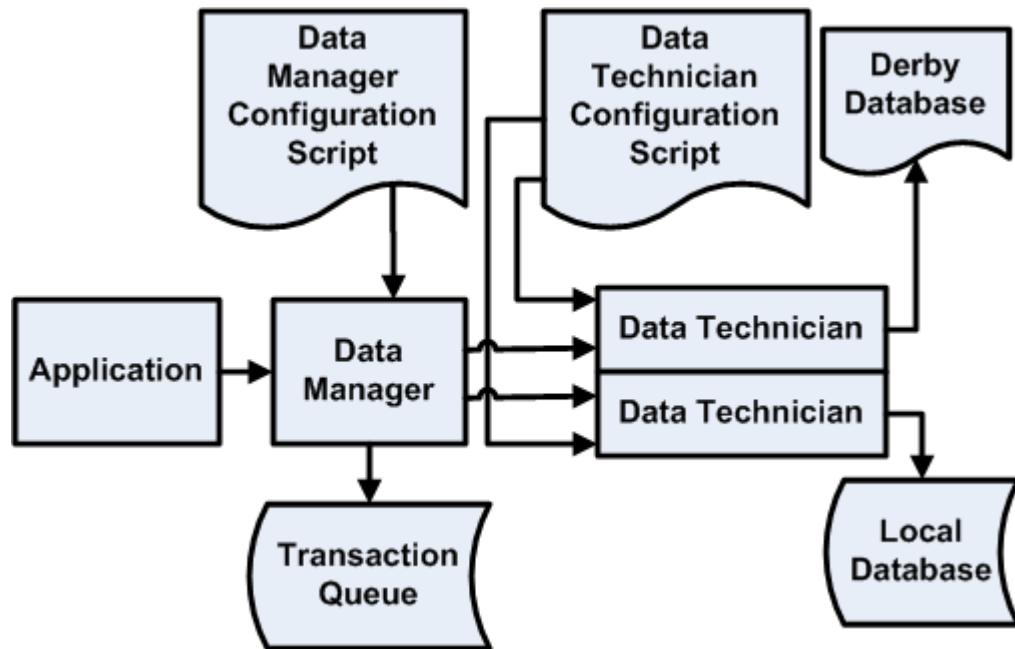 Data
Manager
Configuration
Script
Data
Technician
Configuration
Script
Derby
Database
Application
Data
Manager
Data Technician
Data Technician
Transaction
Queue
Local
Database